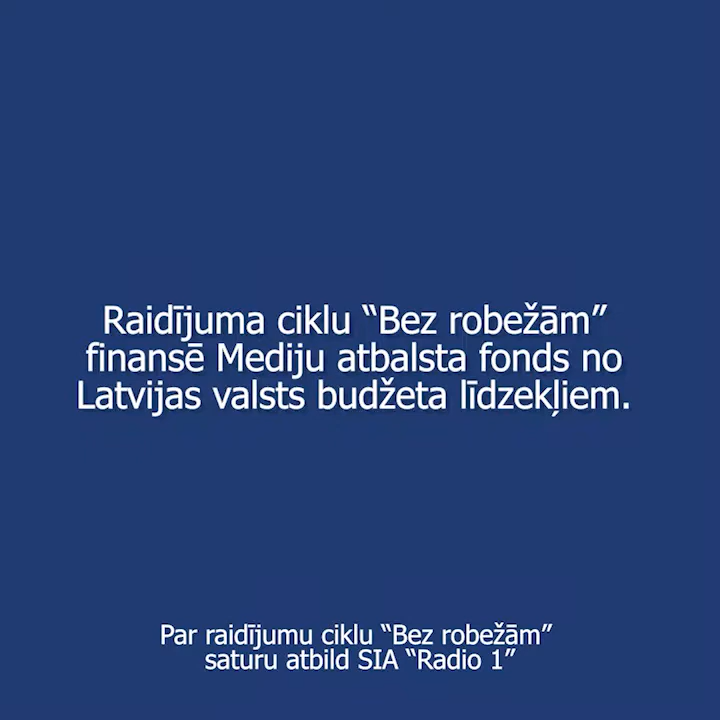 Raidījuma ciklu “Bez robežām”
finansē Mediju atbalsta fonds no
Latvijas valsts budžeta līdzekļiem.
Par raidījumu ciklu “Bez robežām”
saturu atbild SIA “Radio 1”